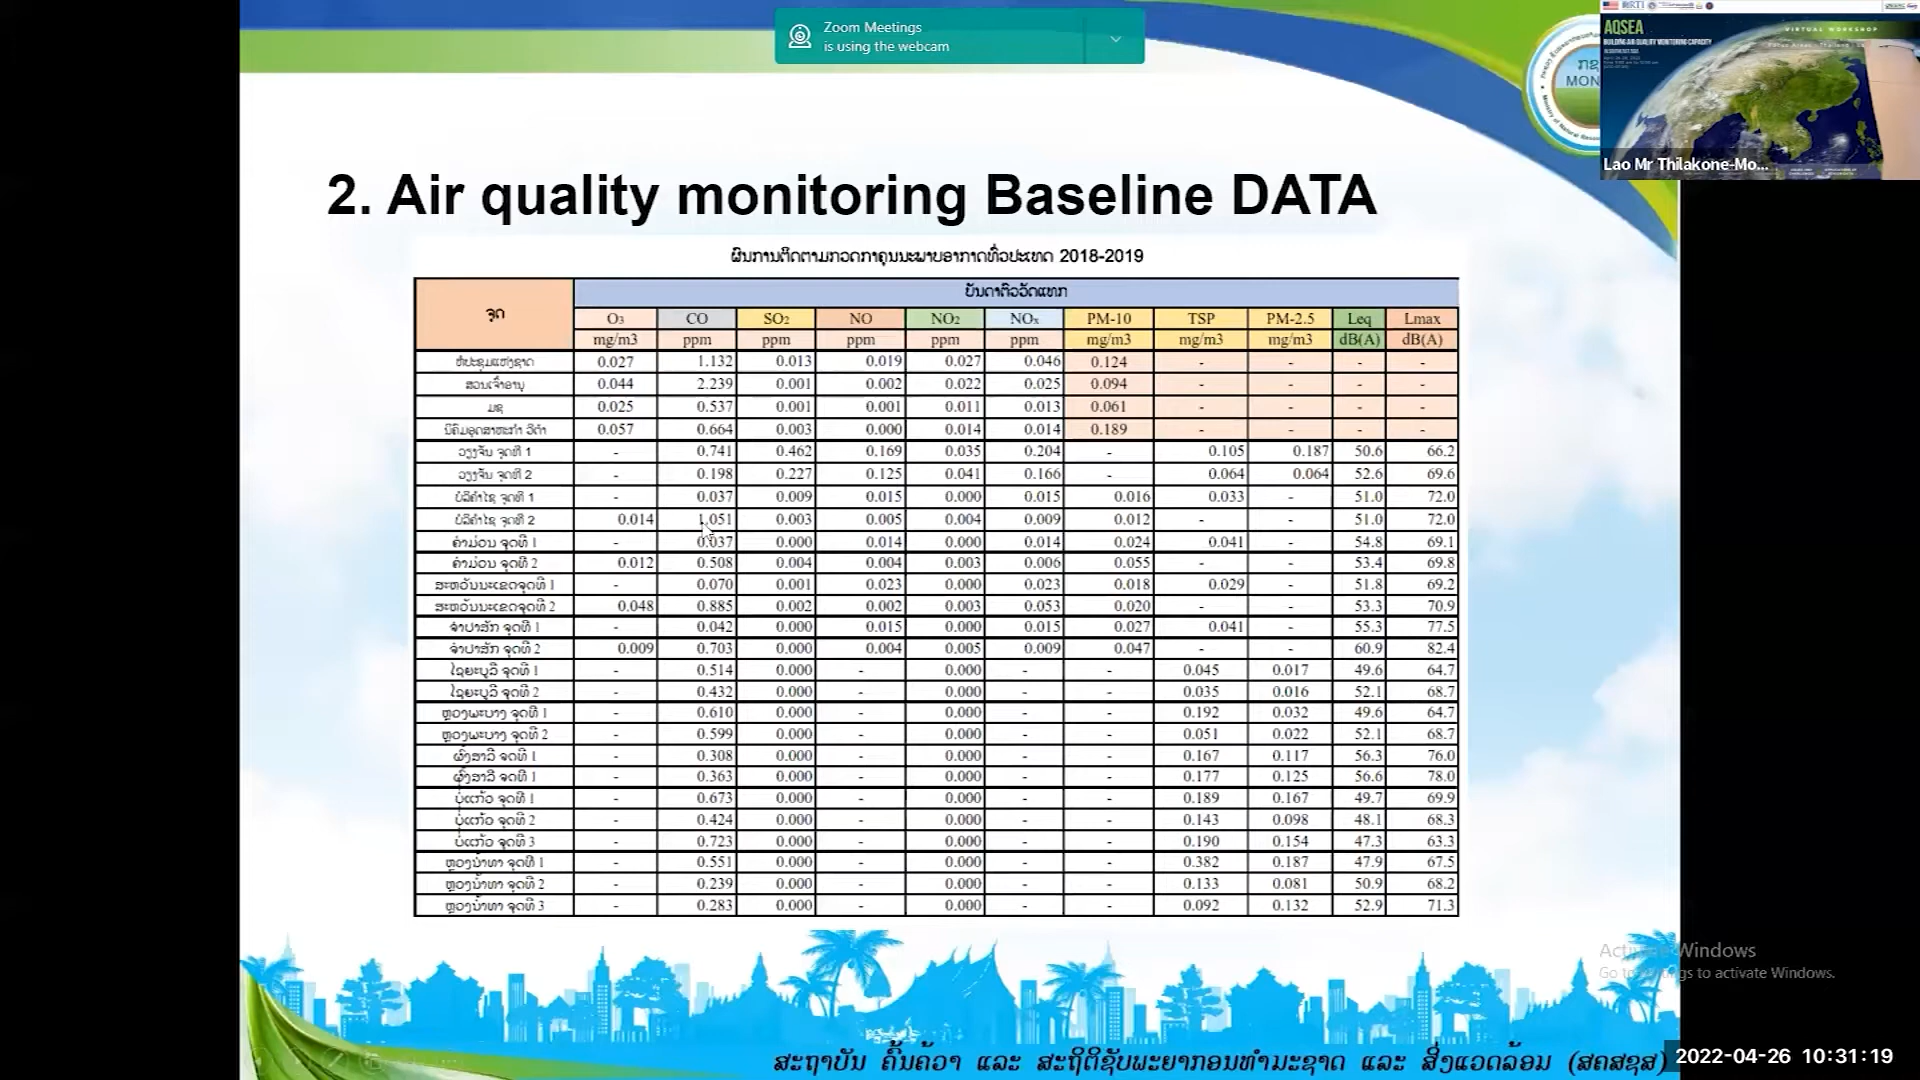 Zoom Meetings
is using the webcam
AQSEA
VIRTUAL WORKSHOP
BUILDING AIR QUALITY MONITORING CAPACITY
Lao Mr Thilakone-Mo...
2. Air quality monitoring Baseline DATA
ຜົນການຕິດຕາມກວດກາຄຸນນະພາບອາກາດທົ່ວປະເທດ 2018-2019
ຈຸດ ບັນດາຕົວວັດແທກ
O3 CO SO2 NO NO2 NOx PM-10 TSP PM-2.5 Leq Lmax
mg/m3 ppm ppm ppm ppm ppm mg/m3 mg/m3 mg/m3 dB(A) dB(A)
ຫໍປະຊຸມແຫ່ງຊາດ 0.027 1.132 0.013 0.019 0.027 0.046 0.124 - - - -
ສວນເຈົ້າອານຸ 0.044 2.239 0.001 0.002 0.022 0.025 0.094 - - - -
ມຊ 0.025 0.537 0.001 0.001 0.011 0.013 0.061 - - - -
ນິຄົມອຸດສາຫະກຳ ວີຕ້າ 0.057 0.664 0.003 0.000 0.014 0.014 0.189 - - - -
ວຽງຈັນ ຈຸດທີ 1 - 0.741 0.462 0.169 0.035 0.204 - 0.105 0.187 50.6 66.2
ວຽງຈັນ ຈຸດທີ 2 - 0.198 0.227 0.125 0.041 0.166 - 0.064 0.064 52.6 69.6
ບໍລິຄຳໄຊ ຈຸດທີ 1 - 0.037 0.009 0.015 0.000 0.015 0.016 0.033 - 51.0 72.0
ບໍລິຄຳໄຊ ຈຸດທີ 2 0.014 1.051 0.003 0.005 0.004 0.009 0.012 - - 51.0 72.0
ຄຳມ່ວນ ຈຸດທີ 1 - 0.037 0.000 0.014 0.000 0.014 0.024 0.041 - 54.8 69.1
ຄຳມ່ວນ ຈຸດທີ 2 0.012 0.508 0.004 0.004 0.003 0.006 0.055 - - 53.4 69.8
ສະຫວັນນະເຂດຈຸດທີ 1 - 0.070 0.001 0.023 0.000 0.023 0.018 0.029 - 51.8 69.2
ສະຫວັນນະເຂດຈຸດທີ 2 0.048 0.885 0.002 0.002 0.003 0.053 0.020 - - 53.3 70.9
ຈຳປາສັກ ຈຸດທີ 1 - 0.042 0.000 0.015 0.000 0.015 0.027 0.041 - 55.3 77.5
ຈຳປາສັກ ຈຸດທີ 2 0.009 0.703 0.000 0.004 0.005 0.009 0.047 - - 60.9 82.4
ໄຊຍະບູລີ ຈຸດທີ 1 - 0.514 0.000 - 0.000 - - 0.045 0.017 49.6 64.7
ໄຊຍະບູລີ ຈຸດທີ 2 - 0.432 0.000 - 0.000 - - 0.035 0.016 52.1 68.7
ຫຼວງພະບາງ ຈຸດທີ 1 - 0.610 0.000 - 0.000 - - 0.192 0.032 49.6 64.7
ຫຼວງພະບາງ ຈຸດທີ 2 - 0.599 0.000 - 0.000 - - 0.051 0.022 52.1 68.7
ຜົ້ງສາລີ ຈຸດທີ 1 - 0.308 0.000 - 0.000 - - 0.167 0.117 56.3 76.0
ຜົ້ງສາລີ ຈຸດທີ 1 - 0.363 0.000 - 0.000 - - 0.177 0.125 56.6 78.0
ບໍ່ແກ້ວ ຈຸດທີ 1 - 0.673 0.000 - 0.000 - - 0.189 0.167 49.7 69.9
ບໍ່ແກ້ວ ຈຸດທີ 2 - 0.424 0.000 - 0.000 - - 0.143 0.098 48.1 68.3
ບໍ່ແກ້ວ ຈຸດທີ 3 - 0.723 0.000 - 0.000 - - 0.190 0.154 47.3 63.3
ຫຼວງນ້ຳທາ ຈຸດທີ 1 - 0.551 0.000 - 0.000 - - 0.382 0.187 47.9 67.5
ຫຼວງນ້ຳທາ ຈຸດທີ 2 - 0.239 0.000 - 0.000 - - 0.133 0.081 50.9 68.2
ຫຼວງນ້ຳທາ ຈຸດທີ 3 - 0.283 0.000 - 0.000 - - 0.092 0.132 52.9 71.3
Windows
to activate Windows.
ສະຖາບັນ ຄົ້ນຄ້ວາ ແລະ ສະຖິຕິຊັບພະຍາກອນທຳມະຊາດ ແລະ ສິ່ງແວດລ້ອມ (ສຄສຊສ)
2022-04-26 10:31:19